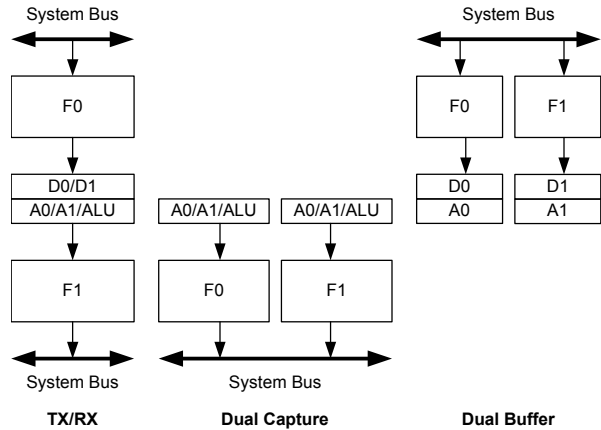 System Bus
System Bus
F0
F0
F1
D0/D1
A0/A1/ALU
A0/A1/ALU
A0/A1/ALU
D0
D1
A0
A1
F1
F0
F1
System Bus
System Bus
TX/RX
Dual Capture
Dual Buffer